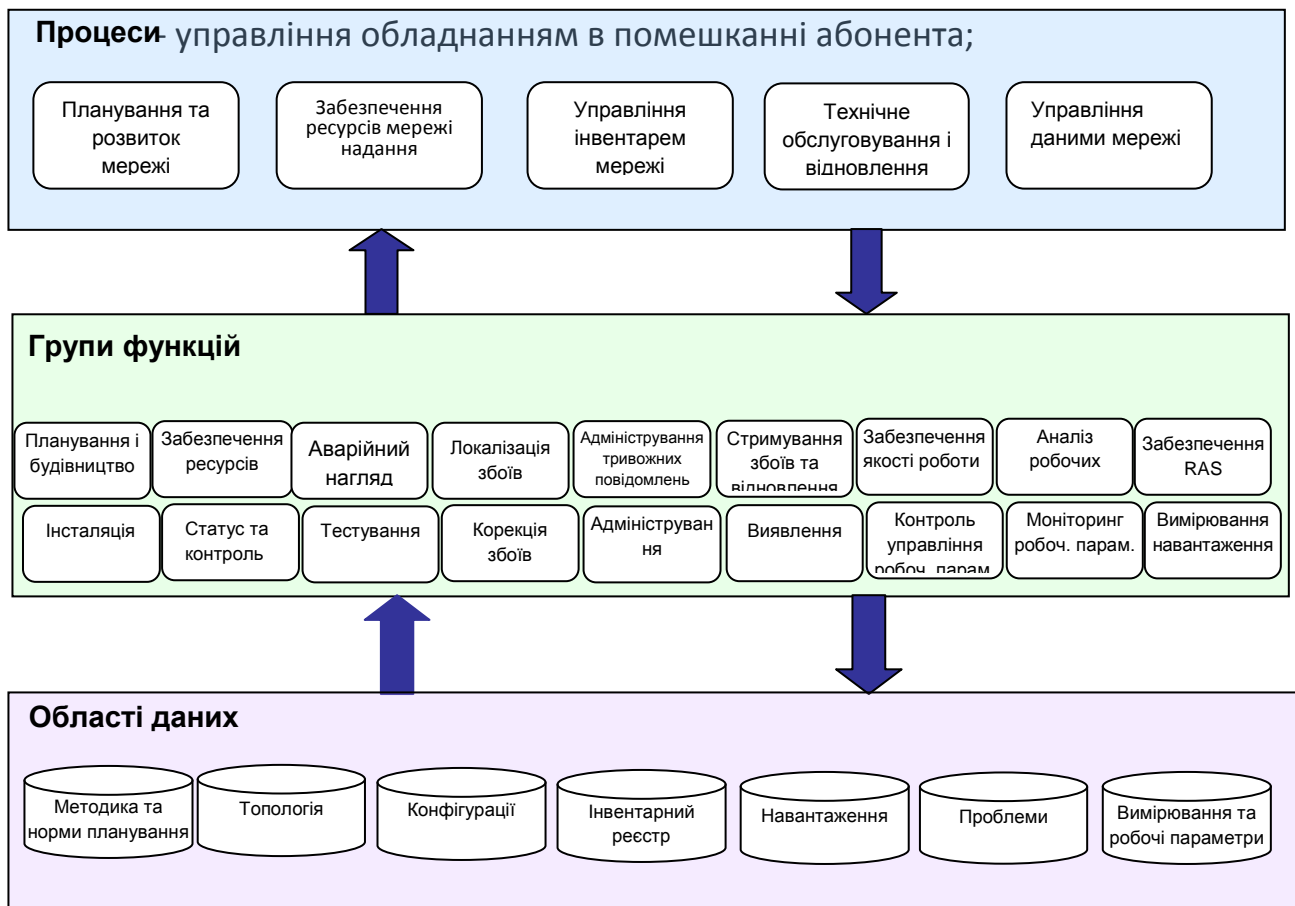 Процеси- управління обладнанням в помешканні абонента;
Планування та
розвиток
мережі
Забезпечення
ресурсів мережі
надання
Управління
інвентарем
мережі
Технічне
обслуговування і
відновлення
Управління
даними мережі
Групи функцій
Планування і
будівництво
Забезпечення
ресурсів
Аварійний
нагляд
Локалізація
збоїв
Адміністрування
тривожних
повідомлень
Стримування
збоїв та
відновлення
Забезпечення
якості роботи
Аналіз
робочих
Забезпечення
RAS
Інсталяція
Статус та
контроль
Тестування
Корекція
збоїв
Адмініструван
ня
Виявлення
Контроль
управління
робоч. парам
Моніторинг
робоч. парам.
Вимірювання
навантаження
Області даних
Методика та
норми планування
Топологія
Конфігурації
Інвентарний
реєстр
Навантаження
Проблеми
Вимірювання та
робочі параметри